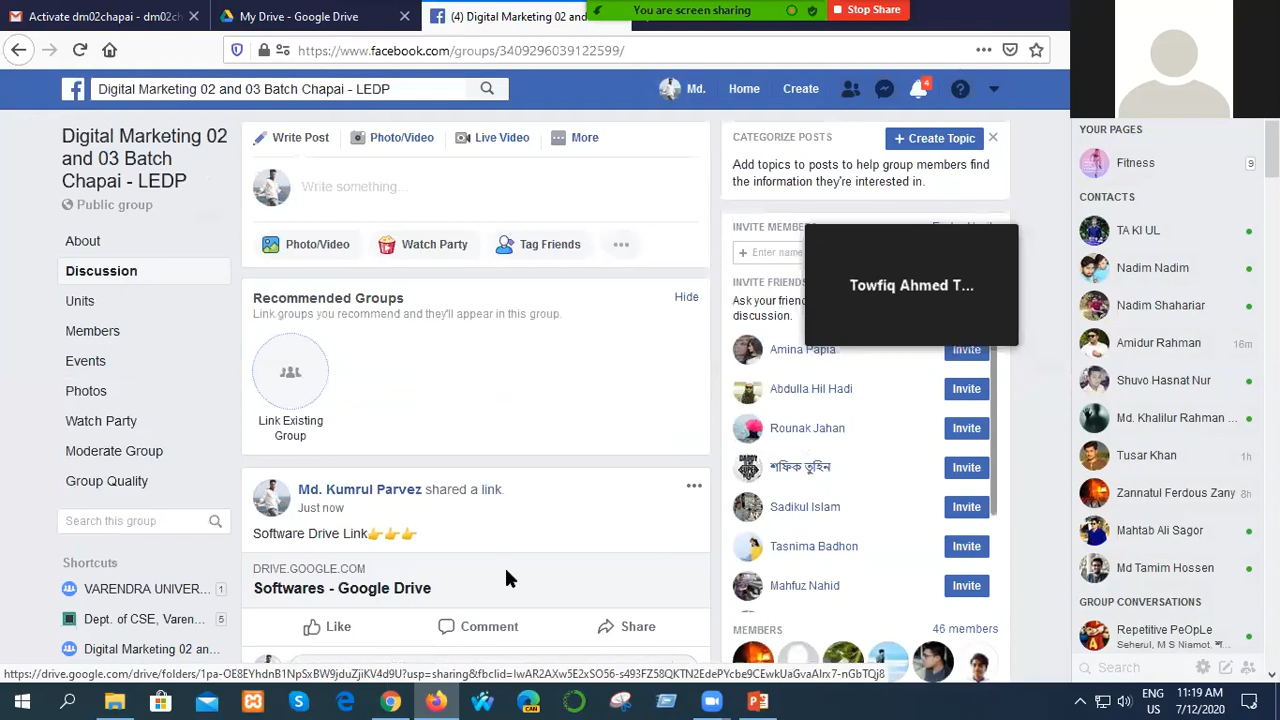 Activate dm02chapai - dm02ch
My Drive - Google Drive
(4) Digital Marketing 02 and
You are screen sharing
Stop Share
https://www.facebook.com/groups/3409296039122599/
Digital Marketing 02 and 03 Batch Chapai - LEDP
Md.
Home
Create
4
Digital Marketing 02
and 03 Batch
Chapai - LEDP
Public group
About
Discussion
Units
Members
Events
Photos
Watch Party
Moderate Group
Group Quality
Search this group
Shortcuts
VARENDRA UNIVER... 1
Dept. of CSE, Varen... 5
Digital Marketing 02 an...
Write Post
Photo/Video
Live Video
More
Write something...
Photo/Video
Watch Party
Tag Friends
Recommended Groups
Hide
Link groups you recommend and they'll appear in this group.
Link Existing
Group
Md. Kumrul Parvez shared a link.
Just now
Software Drive Link👉👉👉
DRIVE.GOOGLE.COM
Softwares - Google Drive
Like
Comment
Share
CATEGORIZE POSTS
+ Create Topic
Add topics to posts to help group members find
the information they're interested in.
INVITE MEMBERS
+ Enter name
INVITE FRIENDS
Ask your friend
discussion.
Towfiq Ahmed T...
Amina Papia Invite
Abdulla Hil Hadi Invite
Rounak Jahan Invite
শফিক তুহিন Invite
Sadikul Islam Invite
Tasnima Badhon Invite
Mahfuz Nahid Invite
MEMBERS 46 members
YOUR PAGES
Fitness 9
CONTACTS
TA KI UL
Nadim Nadim
Nadim Shahariar
Amidur Rahman 16m
Shuvo Hasnat Nur
Md. Khalilur Rahman ...
Tusar Khan 1h
Zannatul Ferdous Zany 8h
Mahtab Ali Sagor
Md Tamim Hossen
GROUP CONVERSATIONS
Repetitive PeOpLe
Search
ENG
US
11:19 AM
7/12/2020